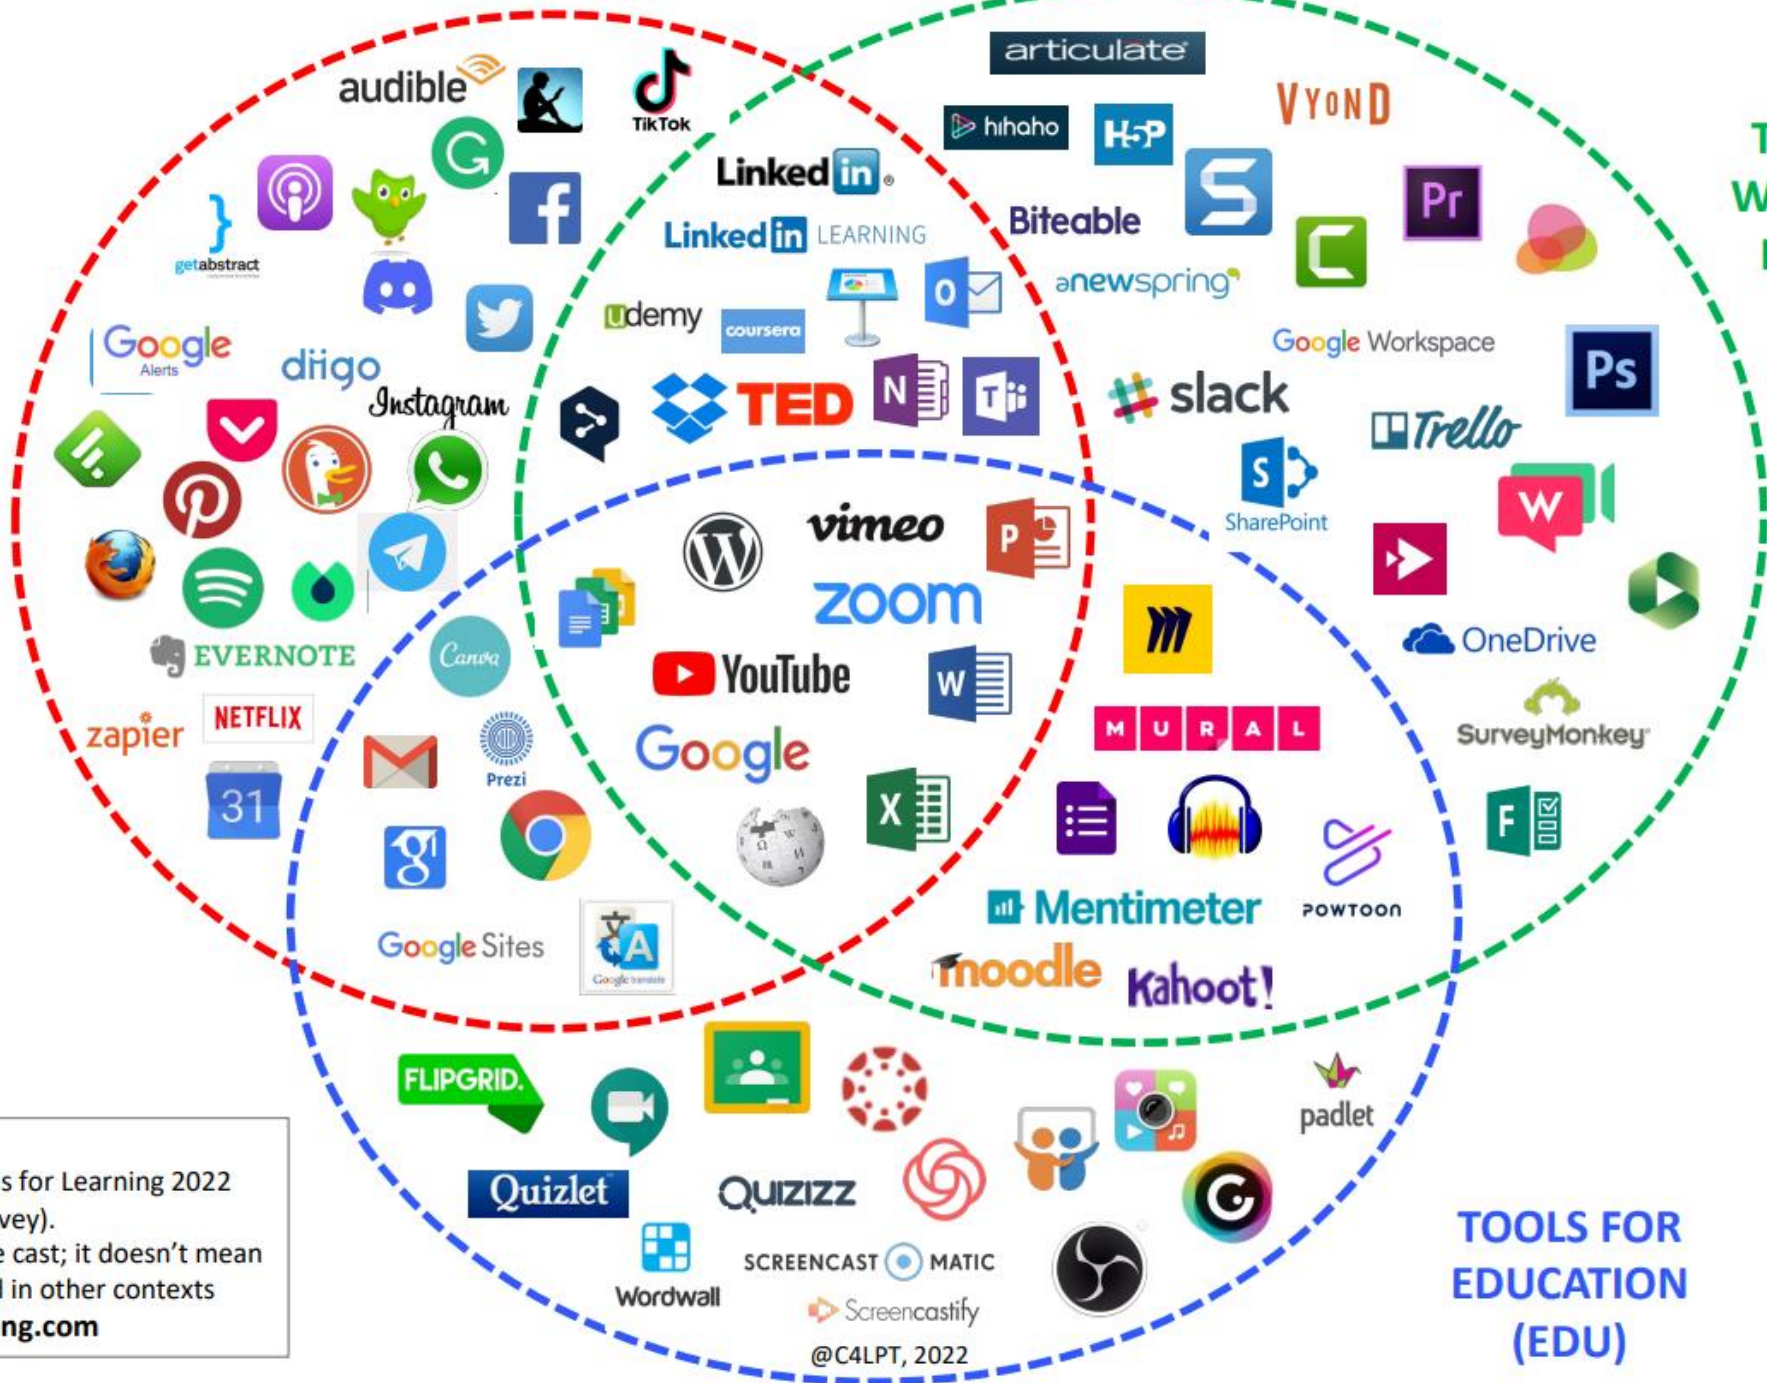 audible
TikTok
G
getabstract
Google
Alerts
diigo
Instagram
EVERNOTE
zapier
NETFLIX
31
Linked in
Linked in LEARNING
udemy
coursera
O
TED
N
T
articulate
hihaho
H5P
VYOND
S
Biteable
Pr
C
anewspring
Google Workspace
Ps
slack
Trello
S
SharePoint
W
OneDrive
SurveyMonkey
F
W
vimeo
P
zoom
YouTube
W
Google
X
Canva
Prezi
g
Google Sites
文 A
Google translate
MURAL
Mentimeter
POWTOON
moodle
Kahoot!
FLIPGRID.
padlet
Quizlet
QUIZIZZ
G
Wordwall
SCREENCAST MATIC
Screencastify
@C4LPT, 2022
T
W
TOOLS FOR
EDUCATION
(EDU)
s for Learning 2022
vey).
e cast; it doesn't mean
d in other contexts
ng.com